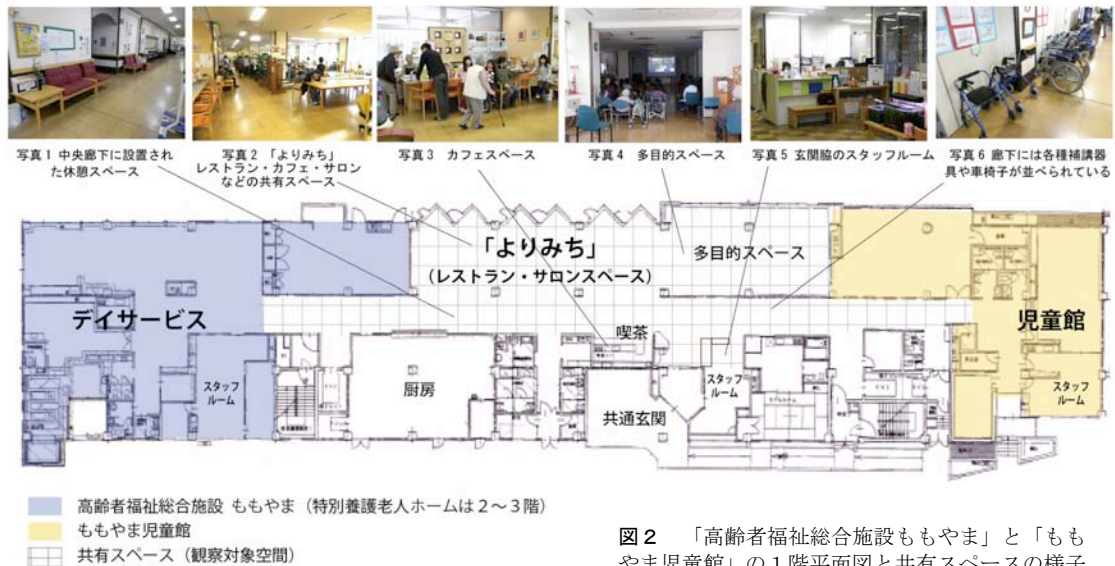 写真1 中央廊下に設置され
た休憩スペース
写真2 「よりみち」
レストラン・カフェ・サロン
などの共有スペース
写真3 カフェスペース
写真4 多目的スペース
写真5 玄関脇のスタッフルーム
写真6 廊下には各種補講器
具や車椅子が並べられている
「よりみち」
(レストラン・サロンスペース)
多目的スペース
デイサービス
児童館
喫茶
スタッフ
ルーム
厨房
共通玄関
スタッフ
ルーム
スタッフ
ルーム
高齢者福祉総合施設 ももやま(特別養護老人ホームは2～3階)
ももやま児童館
共有スペース(観察対象空間)
図2 「高齢者福祉総合施設ももやま」と「もも
やま児童館」の1階平面図と共有スペースの様子